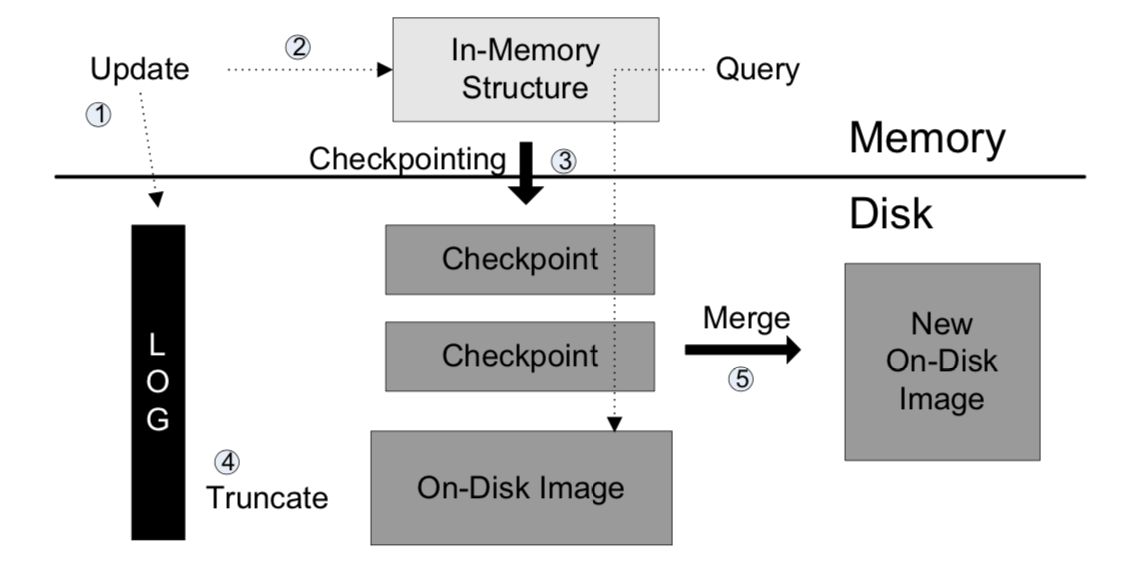 ②
In-Memory
Structure
Update
Query
①
Memory
Checkpointing
③
Disk
Checkpoint
Checkpoint
Merge
⑤
New
On-Disk
Image
L
O
G
④
Truncate
On-Disk Image